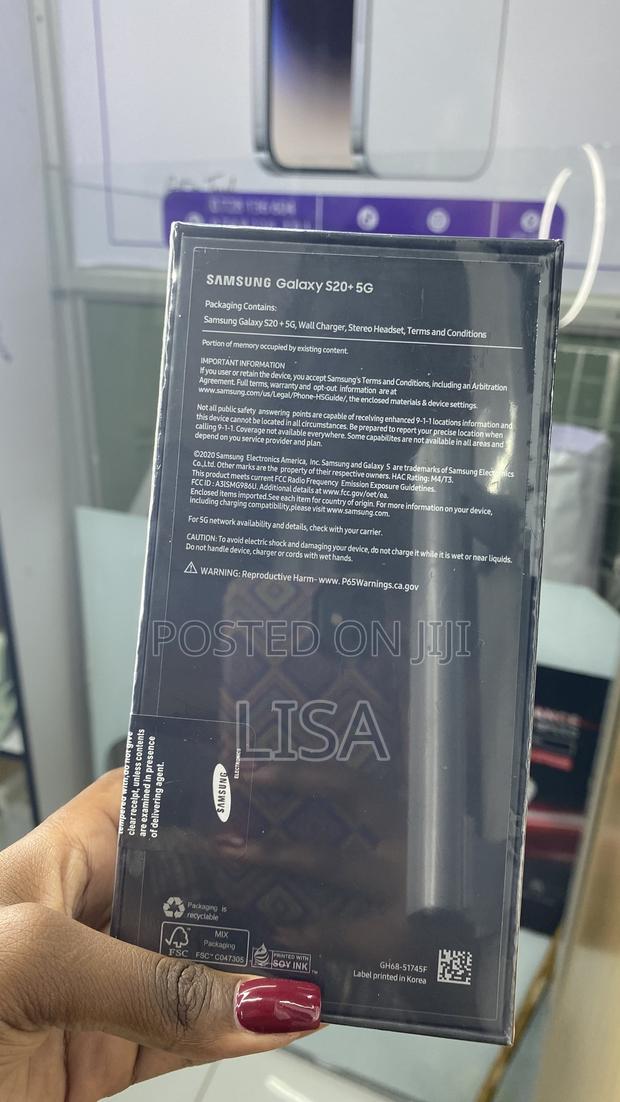 SAMSUNG Galaxy S20+ 5G
Packaging Contains:
Samsung Galaxy S20 + 5G, Wall Charger, Stereo Headset, Terms and Conditions
Portion of memory occupied by existing content.
IMPORTANT INFORMATION
If you user or retain the device, you accept Samsung's Terms and Conditions, including an Arbitration
Agreement. Full terms, warranty and opt-out information are at
www.samsung.com/us/Legal/Phone-HSGuide/, the enclosed materials & device settings.
Not all public safety answering points are capable of receiving enhanced 9-1-1 locations information and
this device cannot be located in all circumstances. Be prepared to report your precise location when
calling 9-1-1. Coverage not available everywhere. Some capabilites are not available in all areas and
depend on you service provider and plan.
©2020 Samsung Electronics America, Inc. Samsung and Galaxy S are trademarks of Samsung Electronics
Co.,Ltd. Other marks are the property of their respective owners. HAC Rating: M4/T3.
This product meets current FCC Radio Frequency Emission Exposure Guidelines.
FCC ID : A3LSMG986U. Additional details at www.fcc.gov/oet/ea.
Enclosed items imported.See each item for country of origin. For more information on your device,
including charging compatibility,please visit www.samsung.com.
For 5G network availability and details, check with your carrier.
CAUTION: To avoid electric shock and damaging your device, do not charge it while it is wet or near liquids.
Do not handle device, charger or cords with wet hands.
WARNING: Reproductive Harm- www. P65Warnings.ca.gov
POSTED ON JIJI
LISA
tempered with,do not give
clear receipt, unless contents
are examined in presence
of delivering agent.
SAMSUNG
ELECTRONICS
Packaging is
recyclable
FSC
MIX
Packaging
FSC™ C047305
PRINTED WITH
SOY INK™
GH68-51745F
Label printed in Korea